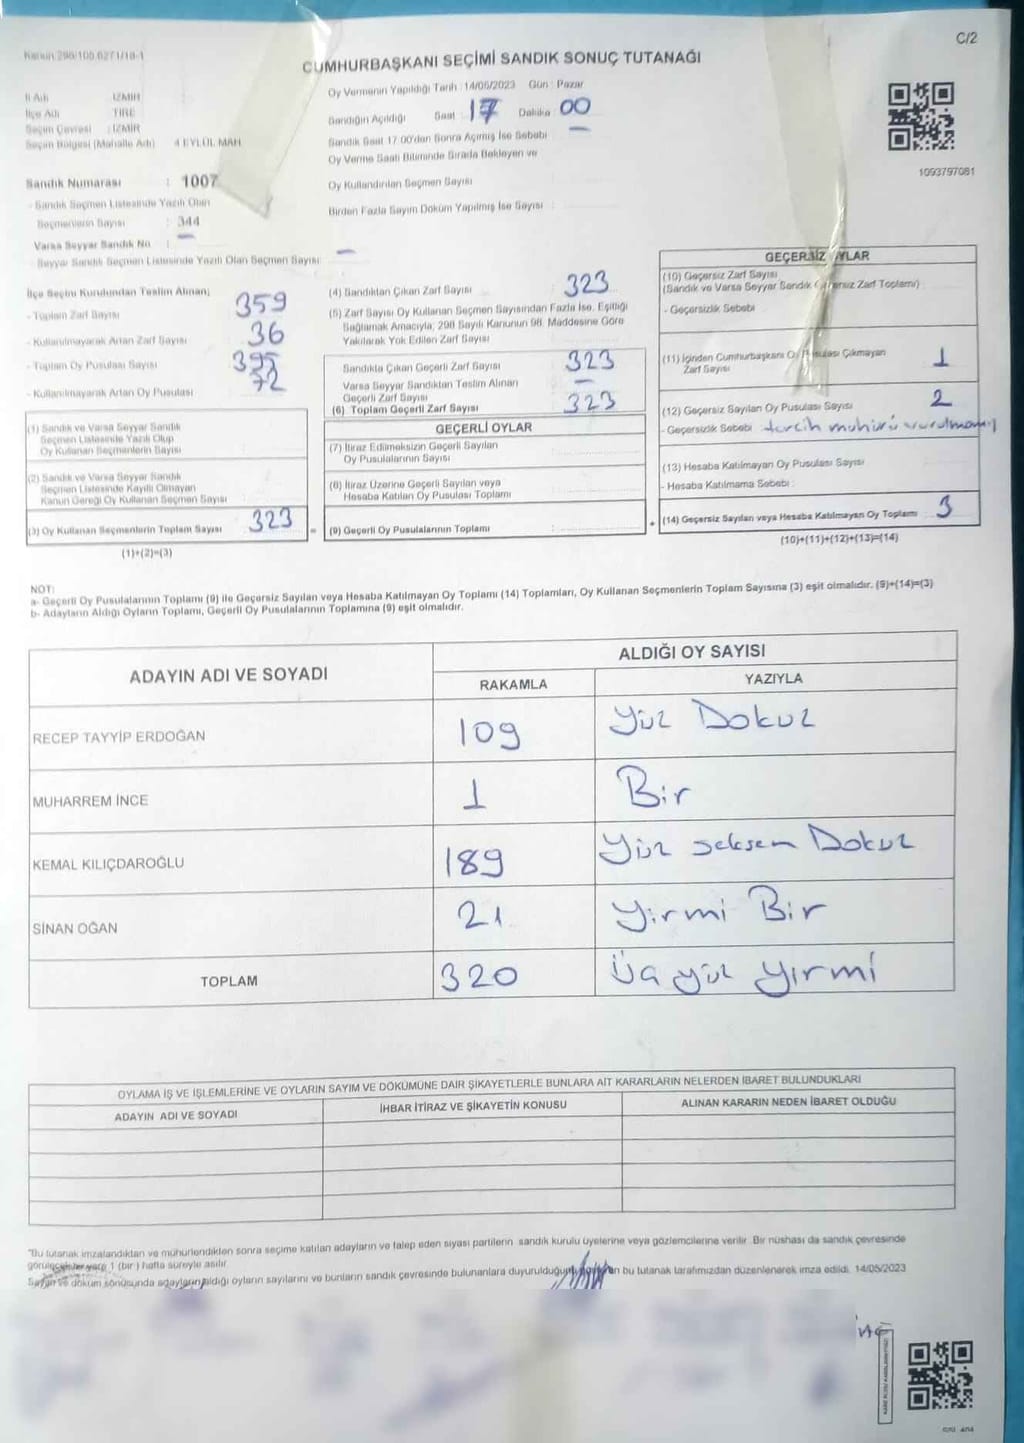 C/2
Kanun 298/105.6271/18-1
CUMHURBAŞKANI SEÇİMİ SANDIK SONUÇ TUTANAĞI
İl Adı İZMİR
İlçe Adı TİRE
Seçim Çevresi : İZMİR
Seçim Bölgesi (Mahalle Adı) 4 EYLÜL MAH
Sandık Numarası : 1007
- Sandık Seçmen Listesinde Yazılı Olan
Seçmenlerin Sayısı : 344
Varsa Seyyar Sandık No : –
- Seyyar Sandık Seçmen Listesinde Yazılı Olan Seçmen Sayısı : –
Oy Vermenin Yapıldığı Tarih : 14/05/2023 Gün : Pazar
Sandığın Açıldığı Saat 17 Dakika : 00
Sandık Saat 17.00'dan Sonra Açılmış İse Sebebi –
Oy Verme Saati Bitiminde Sırada Bekleyen ve
Oy Kullandırılan Seçmen Sayısı :
Birden Fazla Sayım Döküm Yapılmış İse Sayısı :
1093797081
İlçe Seçim Kurulundan Teslim Alınan;
- Toplam Zarf Sayısı 359
- Kullanılmayarak Artan Zarf Sayısı 36
- Toplam Oy Pusulası Sayısı 395
- Kullanılmayarak Artan Oy Pusulası 72
(1) Sandık ve Varsa Seyyar Sandık
Seçmen Listesinde Yazılı Olup
Oy Kullanan Seçmenlerin Sayısı
(2) Sandık ve Varsa Seyyar Sandık
Seçmen Listesinde Kayıtlı Olmayan
Kanun Gereği Oy Kullanan Seçmen Sayısı
(3) Oy Kullanan Seçmenlerin Toplam Sayısı 323
(1)+(2)=(3)
(4) Sandıktan Çıkan Zarf Sayısı 323
(5) Zarf Sayısı Oy Kullanan Seçmen Sayısından Fazla İse, Eşitliği
Sağlamak Amacıyla; 298 Sayılı Kanunun 98. Maddesine Göre
Yakılarak Yok Edilen Zarf Sayısı
Sandıkta Çıkan Geçerli Zarf Sayısı 323
Varsa Seyyar Sandıktan Teslim Alınan
Geçerli Zarf Sayısı –
(6) Toplam Geçerli Zarf Sayısı 323
=
GEÇERLİ OYLAR
(7) İtiraz Edilmeksizin Geçerli Sayılan
Oy Pusulalarının Sayısı
(8) İtiraz Üzerine Geçerli Sayılan veya
Hesaba Katılan Oy Pusulası Toplamı
(9) Geçerli Oy Pusulalarının Toplamı :
+
GEÇERSİZ OYLAR
(10) Geçersiz Zarf Sayısı
(Sandık ve Varsa Seyyar Sandık Geçersiz Zarf Toplamı)
- Geçersizlik Sebebi
(11) İçinden Cumhurbaşkanı Oy Pusulası Çıkmayan
Zarf Sayısı 1
(12) Geçersiz Sayılan Oy Pusulası Sayısı 2
- Geçersizlik Sebebi tercih mührü vurulmamış
(13) Hesaba Katılmayan Oy Pusulası Sayısı
- Hesaba Katılmama Sebebi :
(14) Geçersiz Sayılan veya Hesaba Katılmayan Oy Toplamı 3
(10)+(11)+(12)+(13)=(14)
NOT:
a- Geçerli Oy Pusulalarının Toplamı (9) ile Geçersiz Sayılan veya Hesaba Katılmayan Oy Toplamı (14) Toplamları, Oy Kullanan Seçmenlerin Toplam Sayısına (3) eşit olmalıdır. (9)+(14)=(3)
b- Adayların Aldığı Oyların Toplamı, Geçerli Oy Pusulalarının Toplamına (9) eşit olmalıdır.
ADAYIN ADI VE SOYADI ALDIĞI OY SAYISI
RAKAMLA YAZIYLA
RECEP TAYYİP ERDOĞAN 109 Yüz Dokuz
MUHARREM İNCE 1 Bir
KEMAL KILIÇDAROĞLU 189 Yüz seksen Dokuz
SİNAN OĞAN 21 Yirmi Bir
TOPLAM 320 Üç yüz yirmi
OYLAMA İŞ VE İŞLEMLERİNE VE OYLARIN SAYIM VE DÖKÜMÜNE DAİR ŞİKAYETLERLE BUNLARA AİT KARARLARIN NELERDEN İBARET BULUNDUKLARI
ADAYIN ADI VE SOYADI İHBAR İTİRAZ VE ŞİKAYETİN KONUSU ALINAN KARARIN NEDEN İBARET OLDUĞU
"Bu tutanak imzalandıktan ve mühürlendikten sonra seçime katılan adayların ve talep eden siyasi partilerin sandık kurulu üyelerine veya gözlemcilerine verilir. Bir nüshası da sandık çevresinde
görülecek bir yere 1 (bir) hafta süreyle asılır.
Sayım ve döküm sonusunda adayların aldığı oyların sayılarını ve bunların sandık çevresinde bulunanlara duyurulduğunu bu tutanak tarafımızdan düzenlenerek imza edildi. 14/05/2023